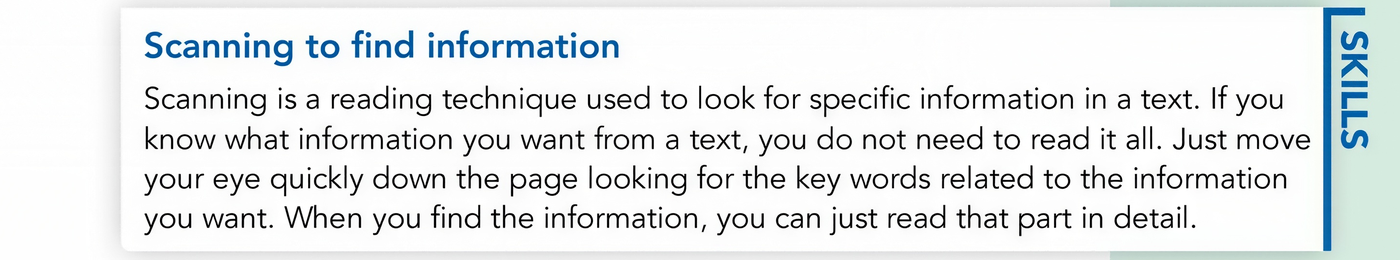 Scanning to find information
Scanning is a reading technique used to look for specific information in a text. If you
know what information you want from a text, you do not need to read it all. Just move
your eye quickly down the page looking for the key words related to the information
you want. When you find the information, you can just read that part in detail.
SKILLS